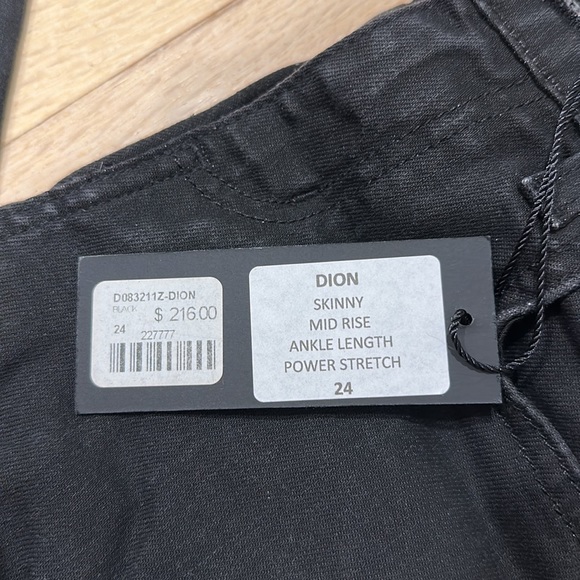 D083211Z-DION
BLACK
$ 216.00
24
227777
DION
SKINNY
MID RISE
ANKLE LENGTH
POWER STRETCH
24